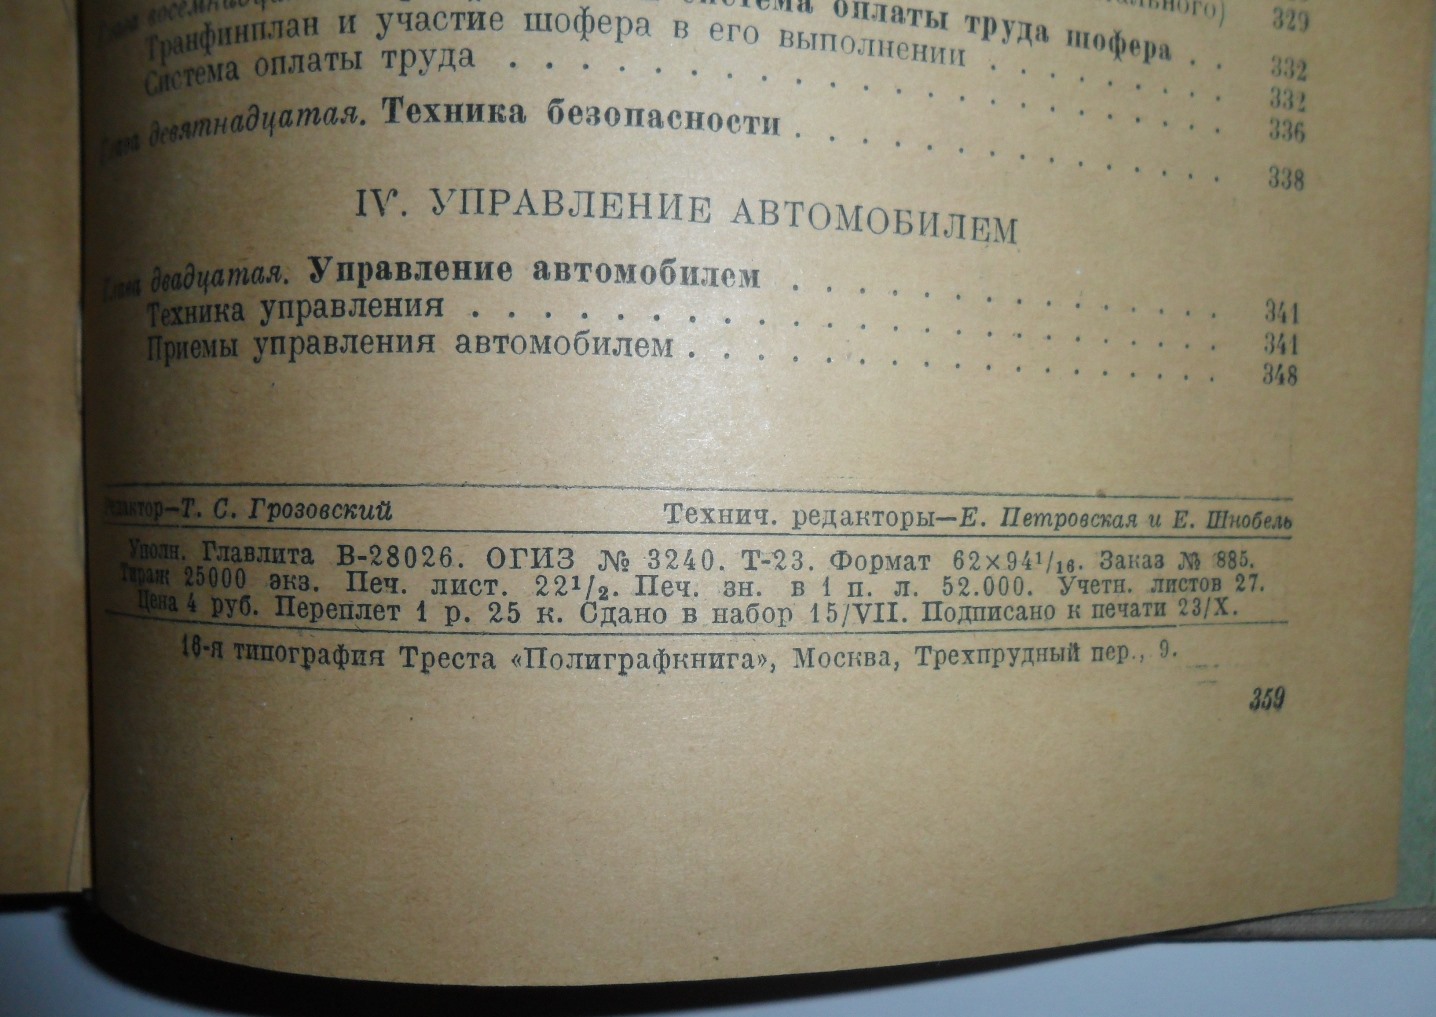 329
система оплаты труда шофера . . 332
Транфинплан и участие шофера в его выполнении . . . . . . . . 332
Система оплаты труда . . . . . . . . . . . . . . . . . . . . 336
Глава девятнадцатая. Техника безопасности . . . . . . . . . . . . . 338
IV. УПРАВЛЕНИЕ АВТОМОБИЛЕМ
Глава двадцатая. Управление автомобилем . . . . . . . . . . . . . 341
Техника управления . . . . . . . . . . . . . . . . . . . . . . 341
Приемы управления автомобилем . . . . . . . . . . . . . . . . 348
Редактор—Т. С. Грозовский Технич. редакторы—Е. Петровская и Е. Шнобель
Уполн. Главлита В-28026. ОГИЗ № 3240. Т-23. Формат 62×94¹/₁₆. Заказ № 885.
Тираж 25000 экз. Печ. лист. 22¹/₂. Печ. зн. в 1 п. л. 52.000. Учетн. листов 27.
Цена 4 руб. Переплет 1 р. 25 к. Сдано в набор 15/VII. Подписано к печати 23/X.
16-я типография Треста «Полиграфкнига», Москва, Трехпрудный пер., 9.
359